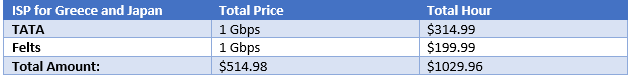 ISP for Greece and Japan Total Price Total Hour
TATA 1 Gbps $314.99
Felts 1 Gbps $199.99
Total Amount: $514.98 $1029.96